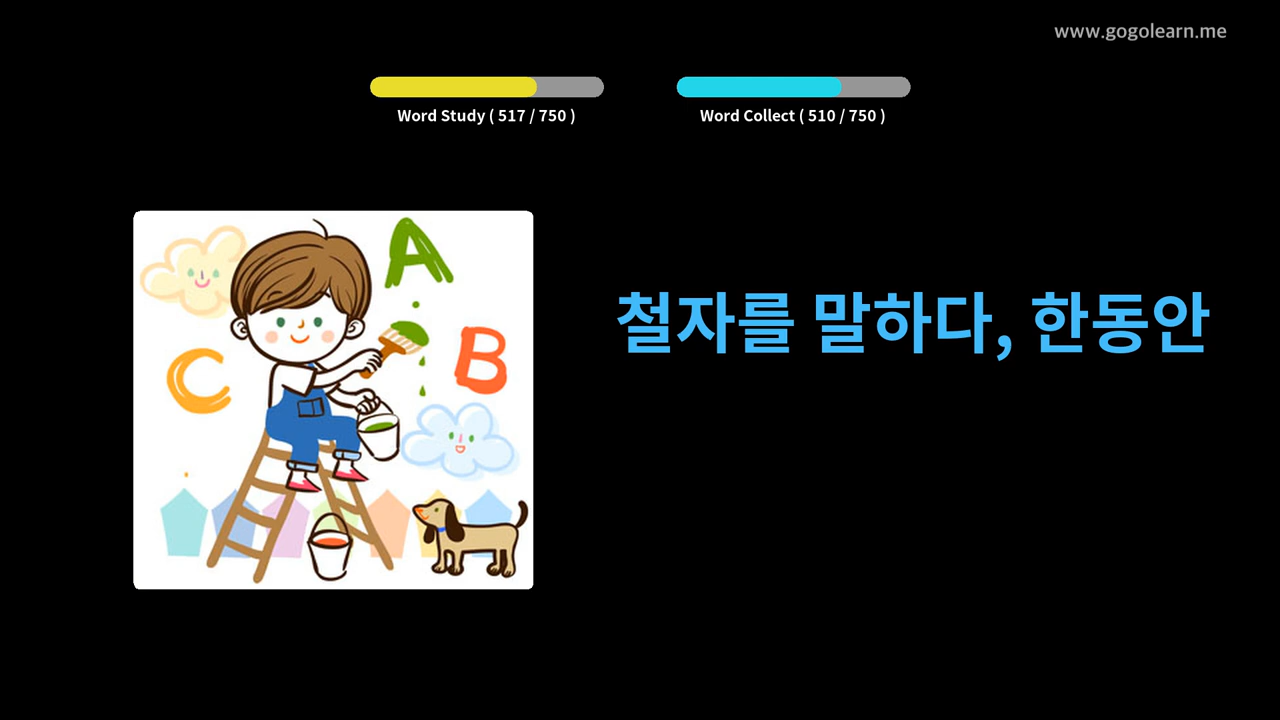 www.gogolearn.me
Word Study ( 517 / 750 )
Word Collect ( 510 / 750 )
A
B
C
철자를 말하다, 한동안